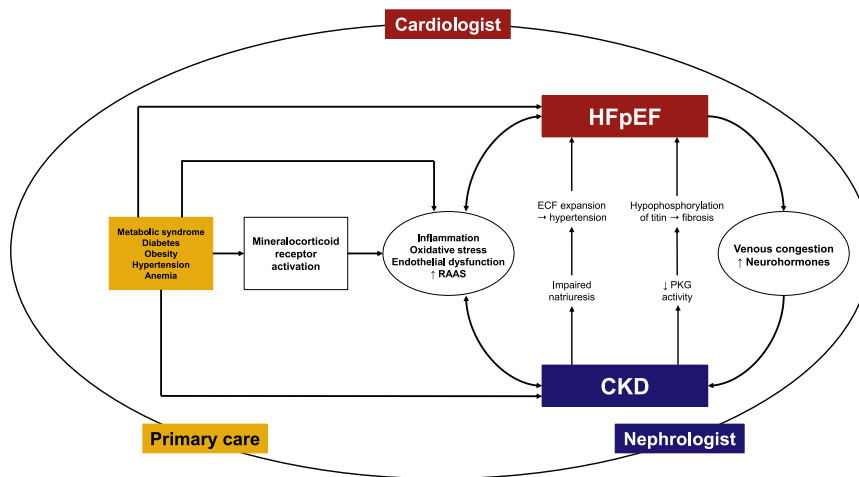 Cardiologist
HFpEF
ECF expansion
→ hypertension
Hypophosphorylation
of titin → fibrosis
Metabolic syndrome
Diabetes
Obesity
Hypertension
Anemia
Mineralocorticoid
receptor
activation
Inflammation
Oxidative stress
Endothelial dysfunction
↑ RAAS
Venous congestion
↑ Neurohormones
Impaired
natriuresis
↓ PKG
activity
CKD
Primary care
Nephrologist